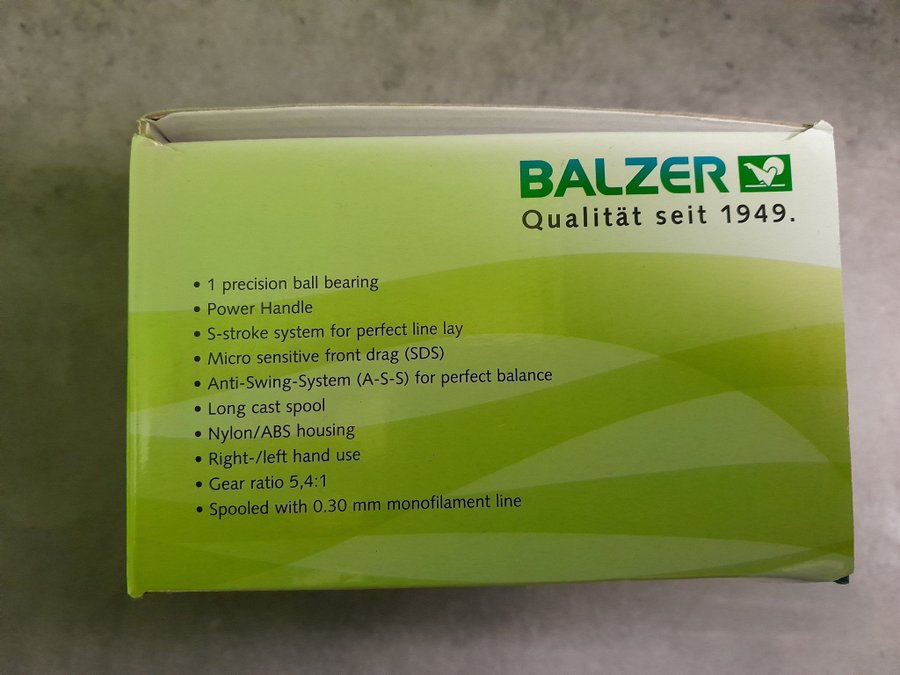 BALZER
Qualität seit 1949.
• 1 precision ball bearing
• Power Handle
• S-stroke system for perfect line lay
• Micro sensitive front drag (SDS)
• Anti-Swing-System (A-S-S) for perfect balance
• Long cast spool
• Nylon/ABS housing
• Right-/left hand use
• Gear ratio 5,4:1
• Spooled with 0.30 mm monofilament line